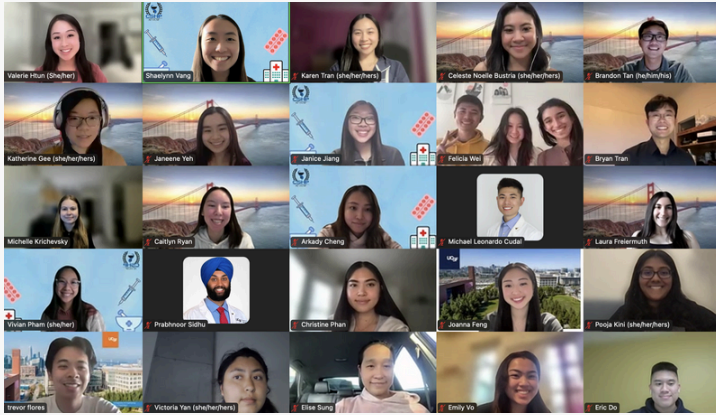 Valerie Htun (She/her)
Shaelynn Vang
Karen Tran (she/her/hers)
Celeste Noelle Bustria (she/her/hers)
Brandon Tan (he/him/his)
Katherine Gee (she/her/hers)
Janeene Yeh
Janice Jiang
Felicia Wei
Bryan Tran
Michelle Krichevsky
Caitlyn Ryan
Arkady Cheng
Michael Leonardo Cudal
Laura Freiermuth
Vivian Pham (she/her)
Prabhnoor Sidhu
Christine Phan
UCSF
Joanna Feng
Pooja Kini (she/her/hers)
trevor flores
Victoria Yan (she/her/hers)
Elise Sung
Emily Vo
Eric Do